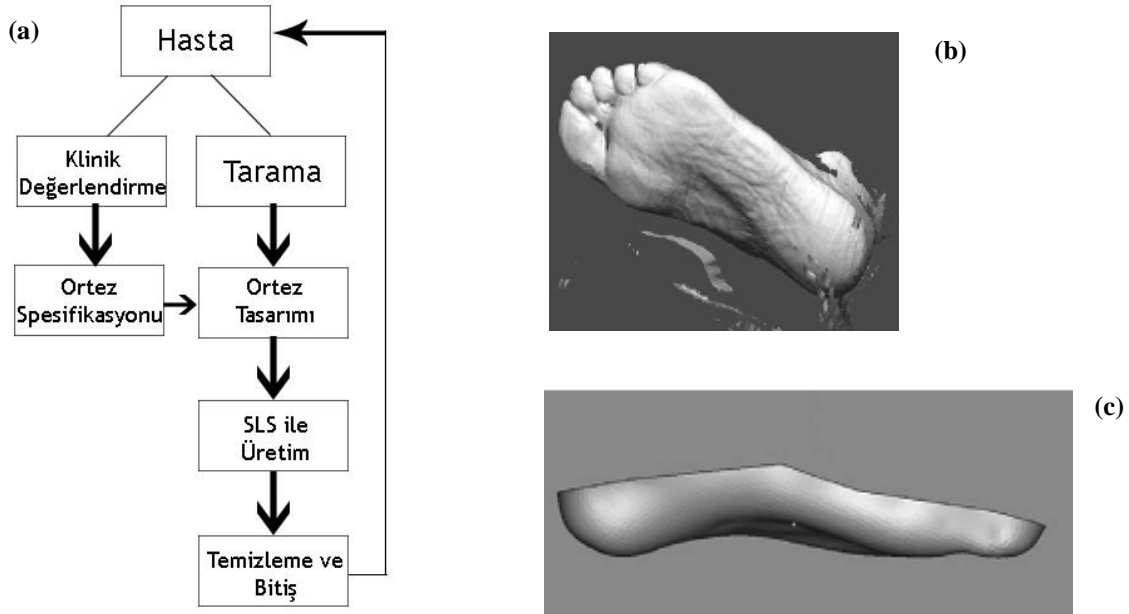 (a)
Hasta
Klinik
Değerlendirme
Tarama
Ortez
Spesifikasyonu
Ortez
Tasarımı
SLS ile
Üretim
Temizleme ve
Bitiş
(b)
(c)